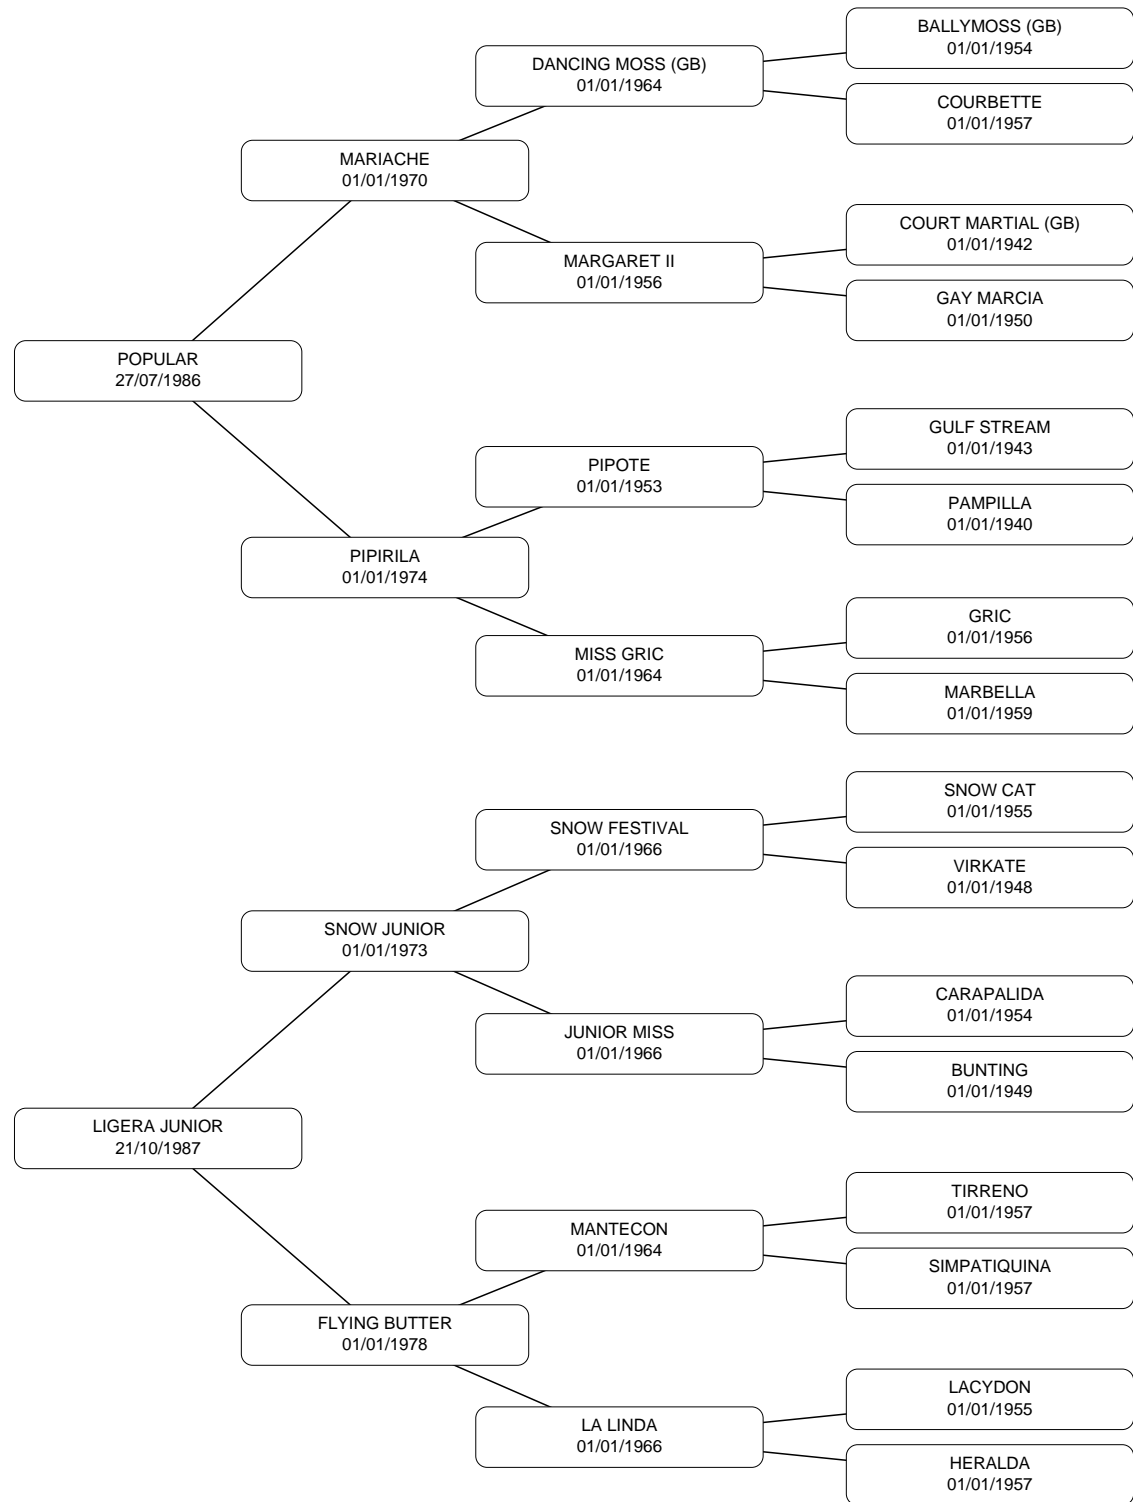 BALLYMOSS (GB)
01/01/1954
DANCING MOSS (GB)
01/01/1964
COURBETTE
01/01/1957
MARIACHE
01/01/1970
COURT MARTIAL (GB)
01/01/1942
MARGARET II
01/01/1956
GAY MARCIA
01/01/1950
POPULAR
27/07/1986
GULF STREAM
01/01/1943
PIPOTE
01/01/1953
PAMPILLA
01/01/1940
PIPIRILA
01/01/1974
GRIC
01/01/1956
MISS GRIC
01/01/1964
MARBELLA
01/01/1959
SNOW CAT
01/01/1955
SNOW FESTIVAL
01/01/1966
VIRKATE
01/01/1948
SNOW JUNIOR
01/01/1973
CARAPALIDA
01/01/1954
JUNIOR MISS
01/01/1966
BUNTING
01/01/1949
LIGERA JUNIOR
21/10/1987
TIRRENO
01/01/1957
MANTECON
01/01/1964
SIMPATIQUINA
01/01/1957
FLYING BUTTER
01/01/1978
LACYDON
01/01/1955
LA LINDA
01/01/1966
HERALDA
01/01/1957